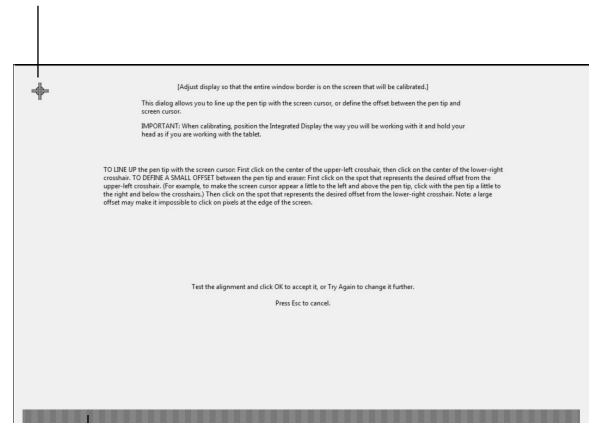 [Adjust display so that the entire window border is on the screen that will be calibrated.]
This dialog allows you to line up the pen tip with the screen cursor, or define the offset between the pen tip and
screen cursor.
IMPORTANT: When calibrating, position the Integrated Display the way you will be working with it and hold your
head as if you are working with the tablet.
TO LINE UP the pen tip with the screen cursor: First click on the center of the upper-left crosshair, then click on the center of the lower-right
crosshair. TO DEFINE A SMALL OFFSET between the pen tip and eraser: First click on the spot that represents the desired offset from the
upper-left crosshair. (For example, to make the screen cursor appear a little to the left and above the pen tip, click with the pen tip a little to
the right and below the crosshairs.) Then click on the spot that represents the desired offset from the lower-right crosshair. Note: a large
offset may make it impossible to click on pixels at the edge of the screen.
Test the alignment and click OK to accept it, or Try Again to change it further.
Press Esc to cancel.